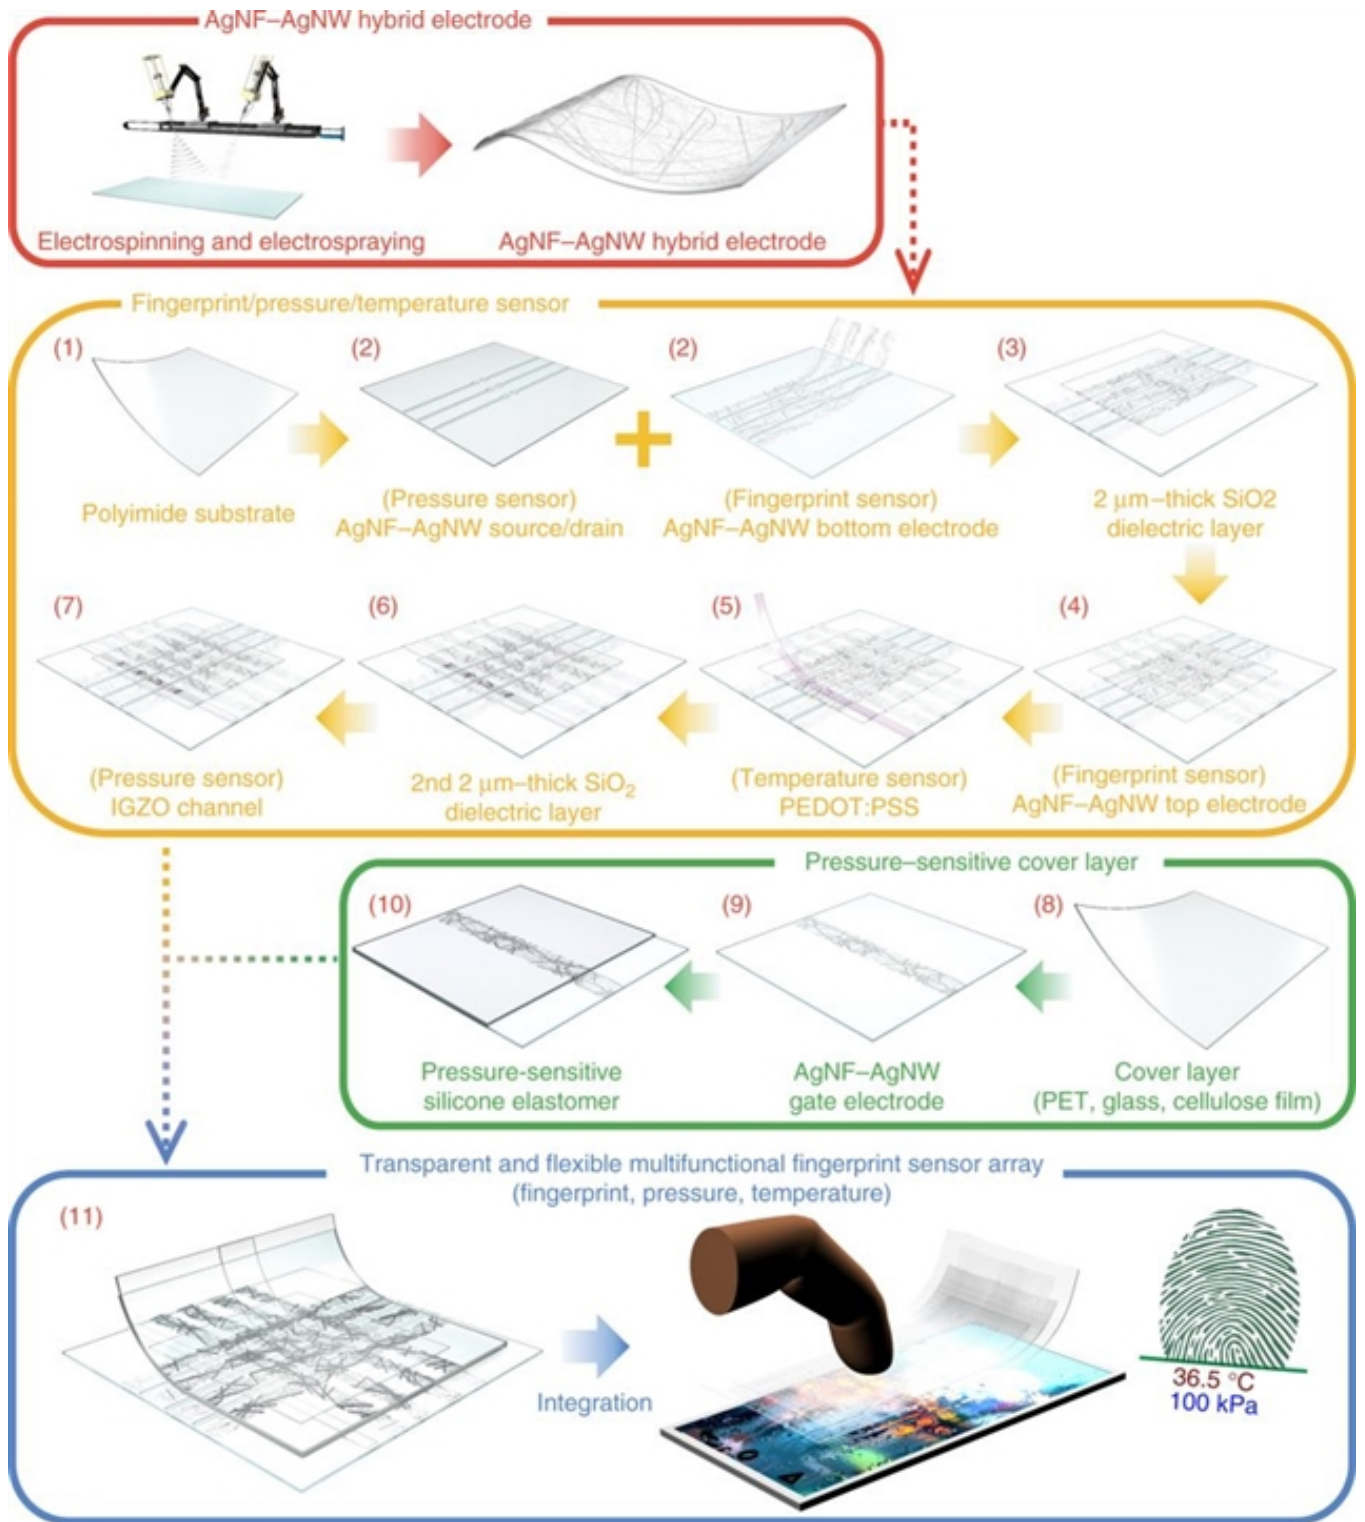 AgNF–AgNW hybrid electrode
Electrospinning and electrospraying
AgNF–AgNW hybrid electrode
Fingerprint/pressure/temperature sensor
(1)
Polyimide substrate
(2)
(Pressure sensor)
AgNF–AgNW source/drain
(2)
(Fingerprint sensor)
AgNF–AgNW bottom electrode
(3)
2 μm–thick SiO2
dielectric layer
(4)
(Fingerprint sensor)
AgNF–AgNW top electrode
(5)
(Temperature sensor)
PEDOT:PSS
(6)
2nd 2 μm–thick SiO₂
dielectric layer
(7)
(Pressure sensor)
IGZO channel
Pressure–sensitive cover layer
(8)
Cover layer
(PET, glass, cellulose film)
(9)
AgNF–AgNW
gate electrode
(10)
Pressure-sensitive
silicone elastomer
Transparent and flexible multifunctional fingerprint sensor array
(fingerprint, pressure, temperature)
(11)
Integration
36.5 °C
100 kPa